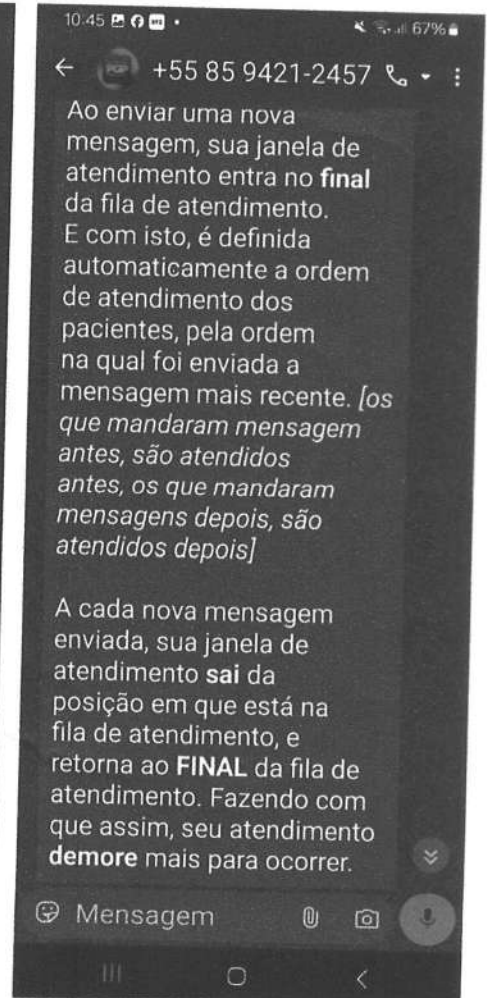 10:45 67%
+55 85 9421-2457
Ao enviar uma nova
mensagem, sua janela de
atendimento entra no final
da fila de atendimento.
E com isto, é definida
automaticamente a ordem
de atendimento dos
pacientes, pela ordem
na qual foi enviada a
mensagem mais recente. [os
que mandaram mensagem
antes, são atendidos
antes, os que mandaram
mensagens depois, são
atendidos depois]
A cada nova mensagem
enviada, sua janela de
atendimento sai da
posição em que está na
fila de atendimento, e
retorna ao FINAL da fila de
atendimento. Fazendo com
que assim, seu atendimento
demore mais para ocorrer.
Mensagem